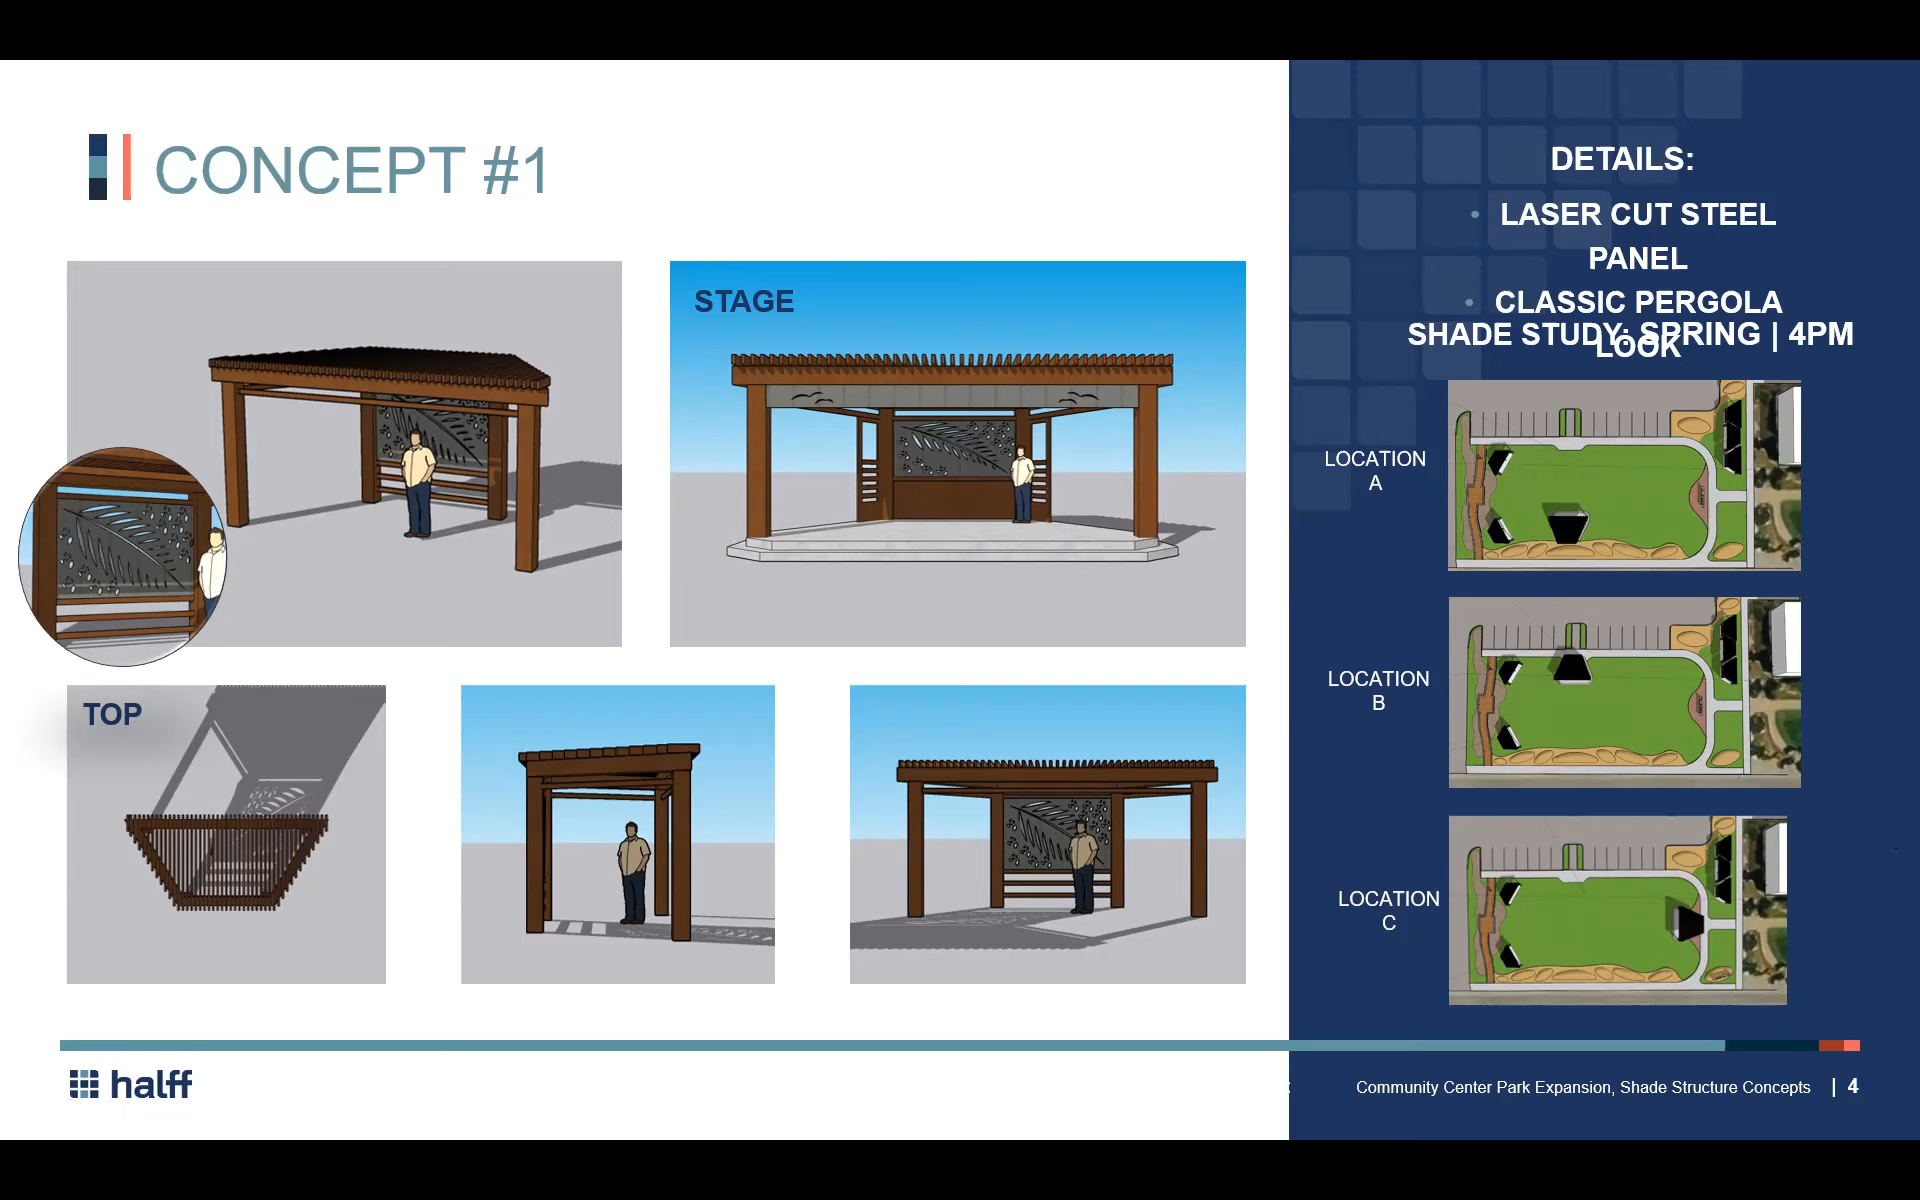 CONCEPT #1
STAGE
TOP
DETAILS:
• LASER CUT STEEL
PANEL
• CLASSIC PERGOLA
LOOK
SHADE STUDY: SPRING | 4PM
LOCATION
A
LOCATION
B
LOCATION
C
halff
Community Center Park Expansion, Shade Structure Concepts | 4